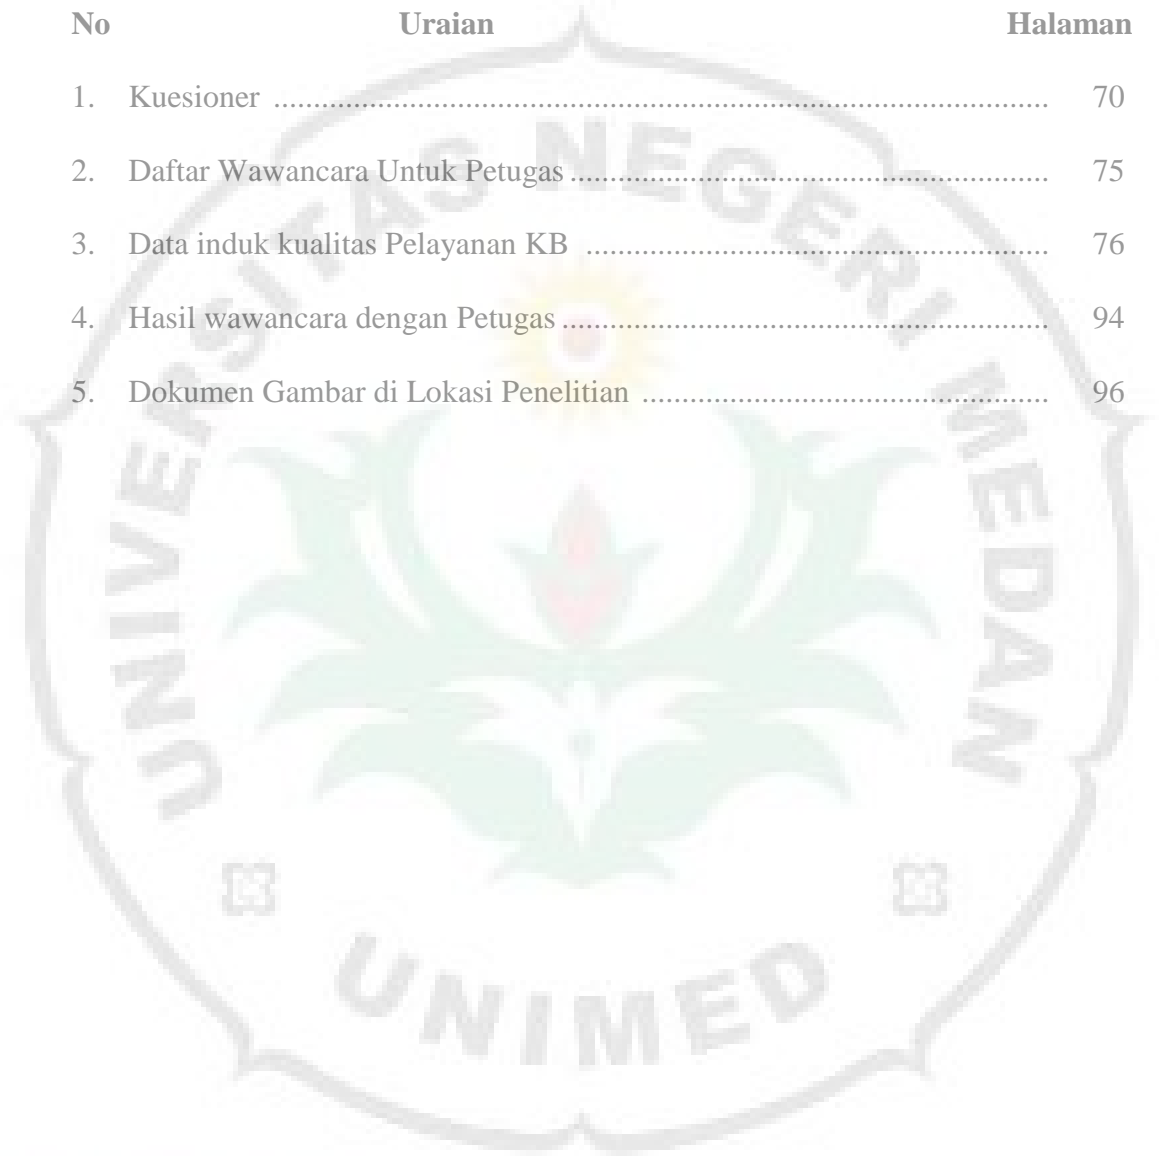 No Uraian Halaman
1. Kuesioner ................................................................................................ 70
2. Daftar Wawancara Untuk Petugas ............................................................ 75
3. Data induk kualitas Pelayanan KB .......................................................... 76
4. Hasil wawancara dengan Petugas ............................................................. 94
5. Dokumen Gambar di Lokasi Penelitian ................................................... 96
UNIVERSITAS NEGERI MEDAN
UNIMED